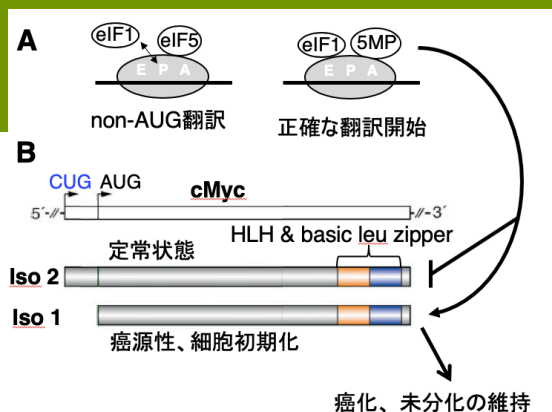 A
eIF1 eIF5
E P A
non-AUG翻訳
eIF1 5MP
E P A
正確な翻訳開始
B
CUG AUG
cMyc
5´-//- -//-3´
HLH & basic leu zipper
定常状態
Iso 2
Iso 1
癌源性、細胞初期化
癌化、未分化の維持